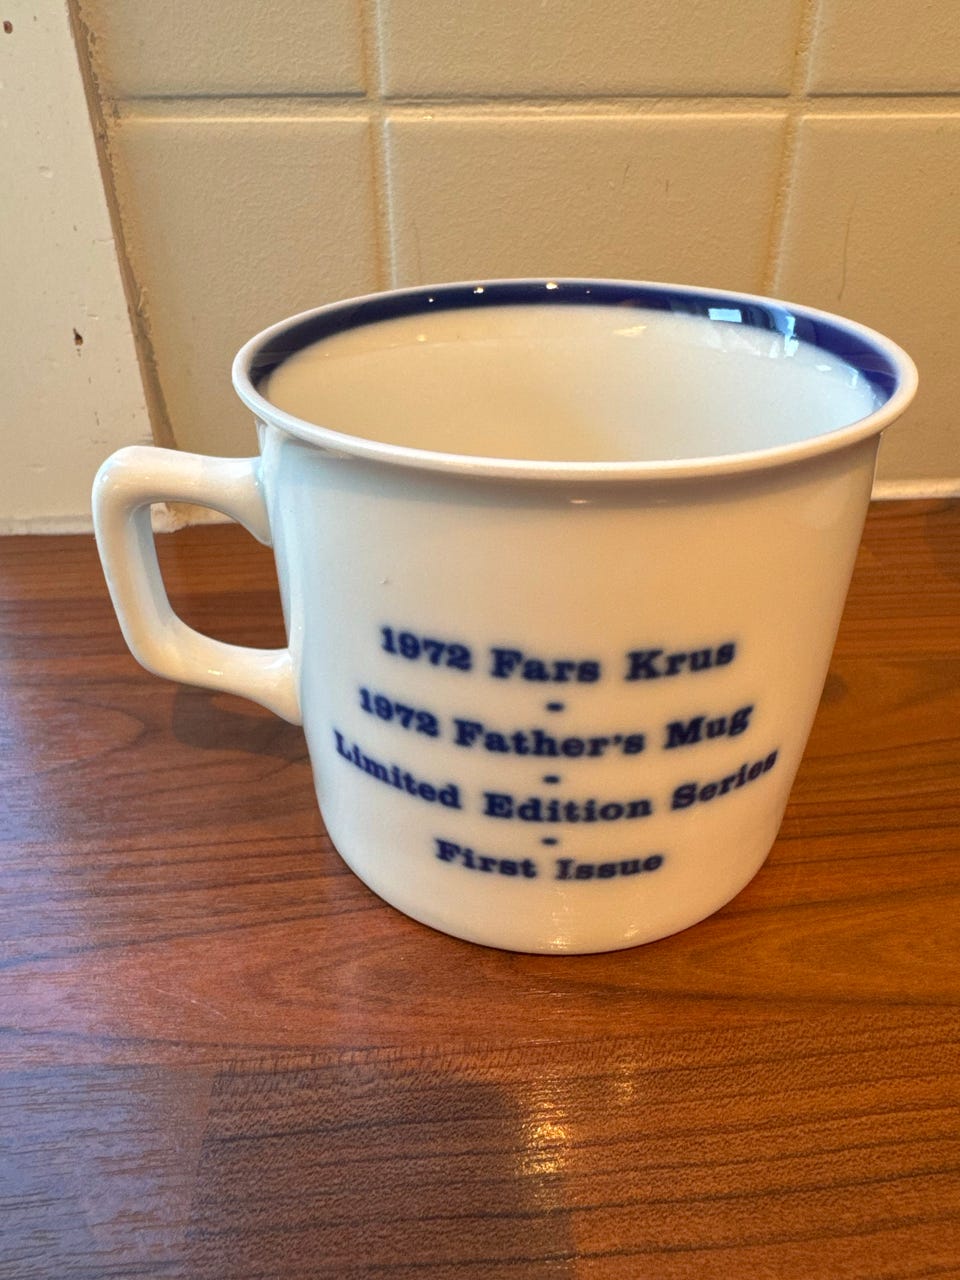 1972 Fars Krus
-
1972 Father's Mug
-
Limited Edition Series
-
First Issue